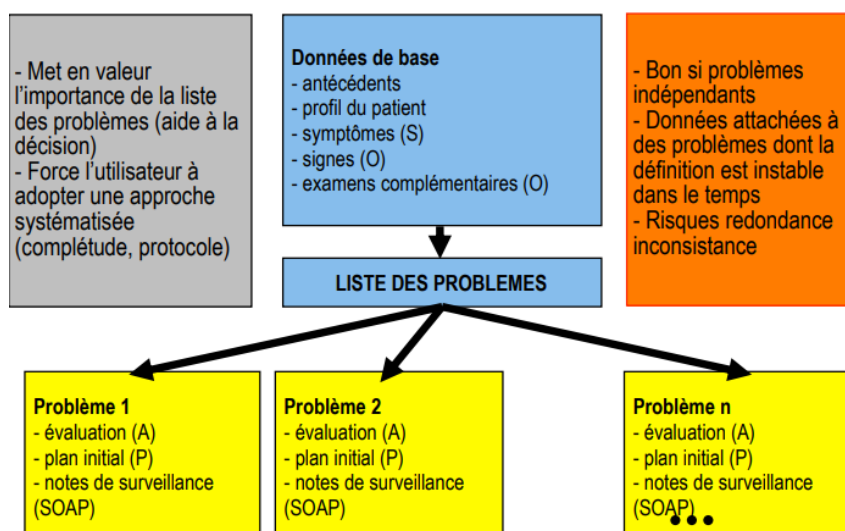 - Met en valeur
l'importance de la liste
des problèmes (aide à la
décision)
- Force l'utilisateur à
adopter une approche
systématisée
(complétude, protocole)
Données de base
- antécédents
- profil du patient
- symptômes (S)
- signes (O)
- examens complémentaires (O)
- Bon si problèmes
indépendants
- Données attachées à
des problèmes dont la
définition est instable
dans le temps
- Risques redondance
inconsistance
LISTE DES PROBLEMES
Problème 1
- évaluation (A)
- plan initial (P)
- notes de surveillance
(SOAP)
Problème 2
- évaluation (A)
- plan initial (P)
- notes de surveillance
(SOAP)
Problème n
- évaluation (A)
- plan initial (P)
- notes de surveillance
(SOAP)
...